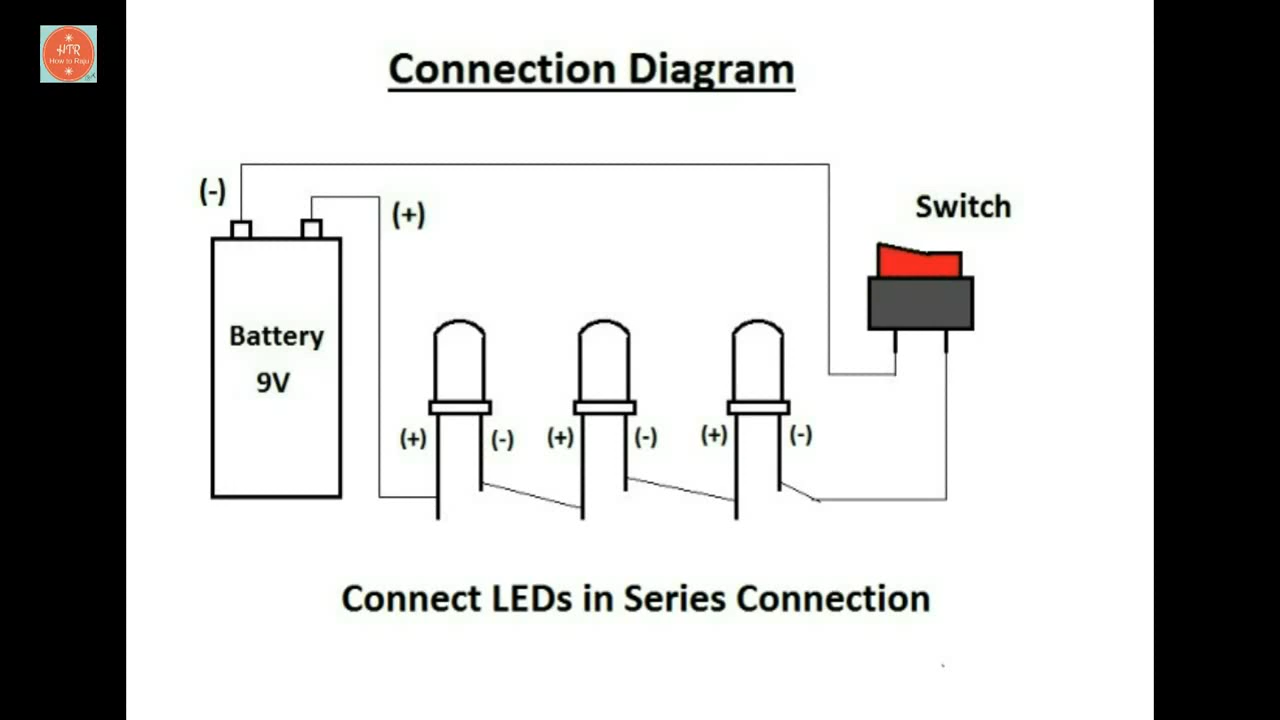 HTR
How to Raju
Connection Diagram
(-)
(+)
Switch
Battery
9V
(+) (-) (+) (-) (+) (-)
Connect LEDs in Series Connection